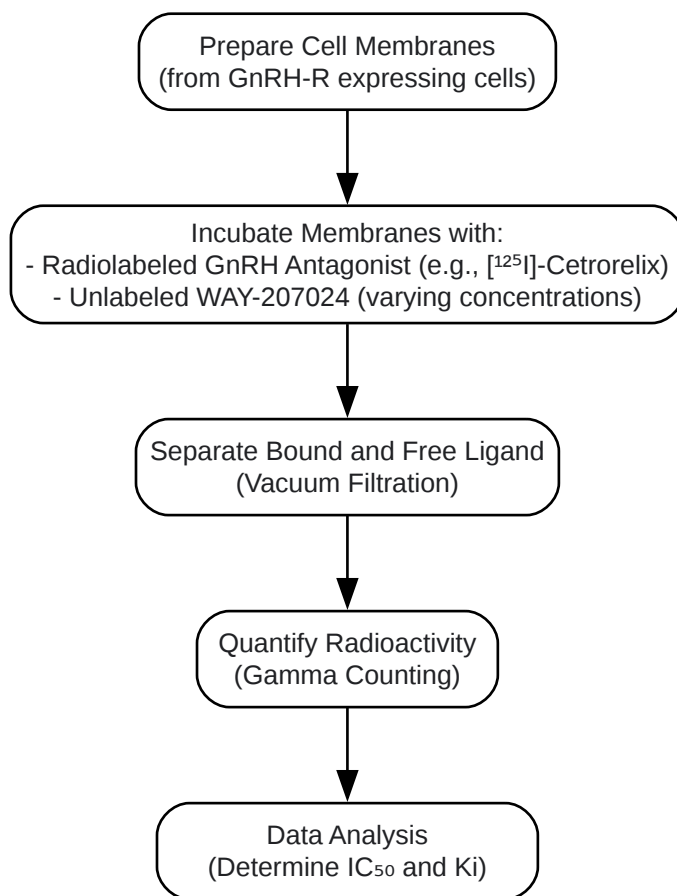 Prepare Cell Membranes
(from GnRH-R expressing cells)
Incubate Membranes with:
- Radiolabeled GnRH Antagonist (e.g., [¹²⁵I]-Cetrorelix)
- Unlabeled WAY-207024 (varying concentrations)
Separate Bound and Free Ligand
(Vacuum Filtration)
Quantify Radioactivity
(Gamma Counting)
Data Analysis
(Determine IC₅₀ and Ki)